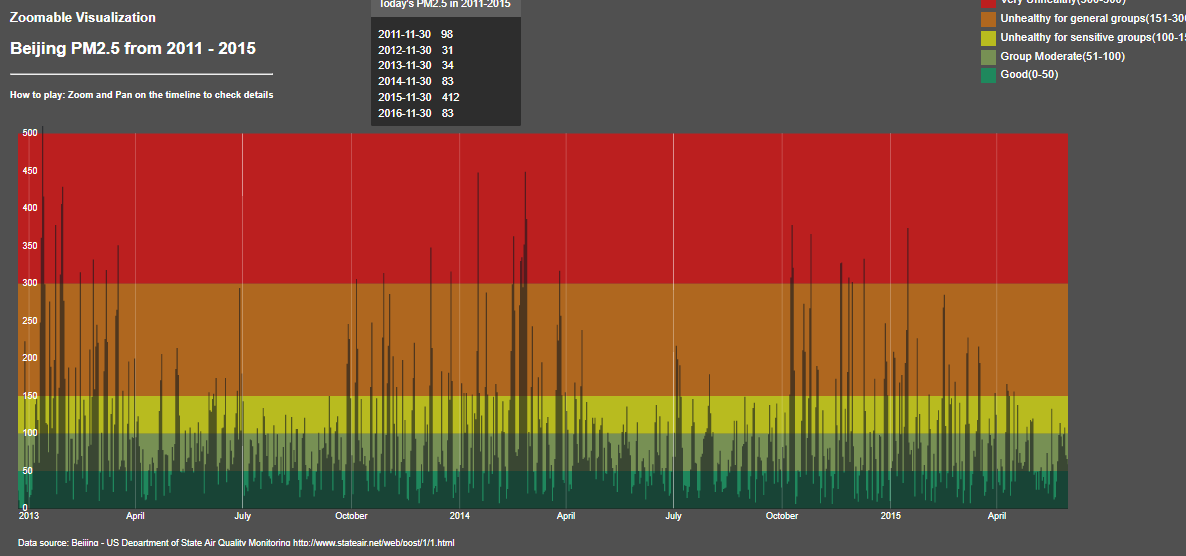 Zoomable Visualization
Beijing PM2.5 from 2011 - 2015
How to play: Zoom and Pan on the timeline to check details
Today's PM2.5 in 2011-2015
2011-11-30 98
2012-11-30 31
2013-11-30 34
2014-11-30 83
2015-11-30 412
2016-11-30 83
Very Unhealthy(300-500)
Unhealthy for general groups(151-300
Unhealthy for sensitive groups(100-15
Group Moderate(51-100)
Good(0-50)
500
450
400
350
300
250
200
150
100
50
0
2013 April July October 2014 April July October 2015 April
Data source: Beijing - US Department of State Air Quality Monitoring http://www.stateair.net/web/post/1/1.html